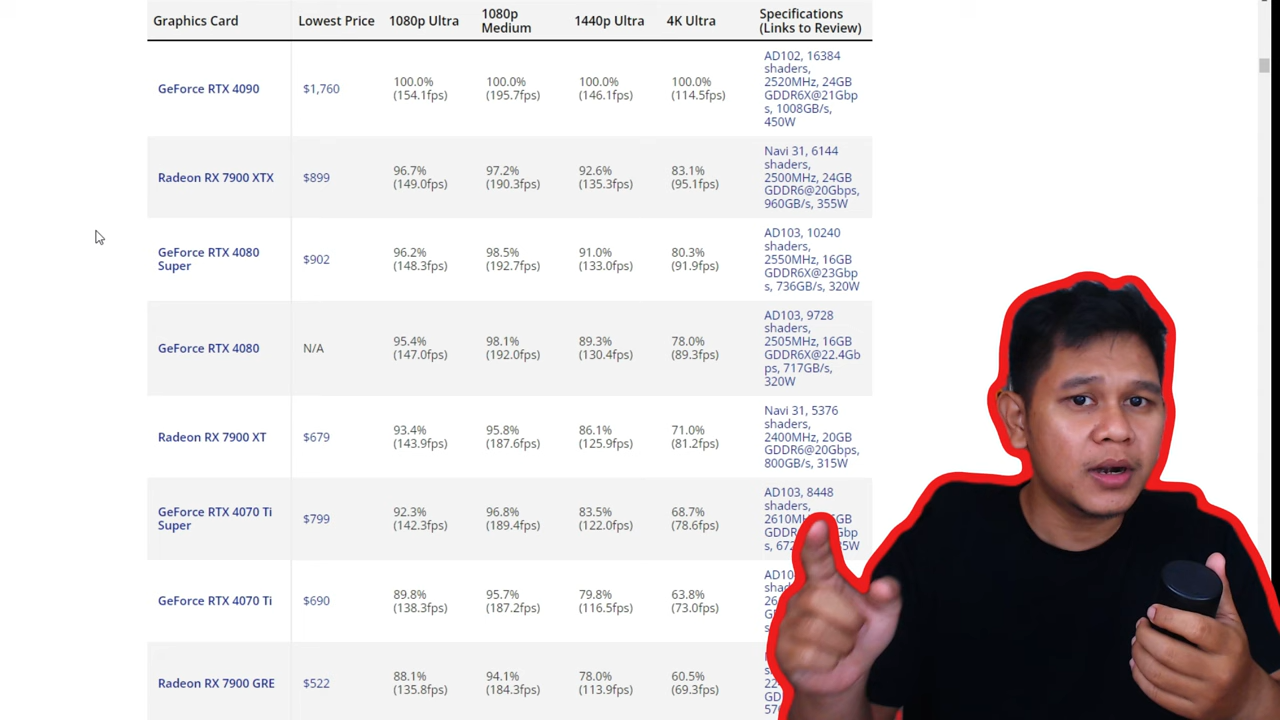 Graphics Card Lowest Price 1080p Ultra 1080p Medium 1440p Ultra 4K Ultra Specifications (Links to Review)
GeForce RTX 4090 $1,760 100.0% (154.1fps) 100.0% (195.7fps) 100.0% (146.1fps) 100.0% (114.5fps)
AD102, 16384
shaders,
2520MHz, 24GB
GDDR6X@21Gbp
s, 1008GB/s,
450W
Radeon RX 7900 XTX $899 96.7% (149.0fps) 97.2% (190.3fps) 92.6% (135.3fps) 83.1% (95.1fps)
Navi 31, 6144
shaders,
2500MHz, 24GB
GDDR6@20Gbps,
960GB/s, 355W
GeForce RTX 4080 Super $902 96.2% (148.3fps) 98.5% (192.7fps) 91.0% (133.0fps) 80.3% (91.9fps)
AD103, 10240
shaders,
2550MHz, 16GB
GDDR6X@23Gbp
s, 736GB/s, 320W
GeForce RTX 4080 N/A 95.4% (147.0fps) 98.1% (192.0fps) 89.3% (130.4fps) 78.0% (89.3fps)
AD103, 9728
shaders,
2505MHz, 16GB
GDDR6X@22.4Gb
ps, 717GB/s,
320W
Radeon RX 7900 XT $679 93.4% (143.9fps) 95.8% (187.6fps) 86.1% (125.9fps) 71.0% (81.2fps)
Navi 31, 5376
shaders,
2400MHz, 20GB
GDDR6@20Gbps,
800GB/s, 315W
GeForce RTX 4070 Ti Super $799 92.3% (142.3fps) 96.8% (189.4fps) 83.5% (122.0fps) 68.7% (78.6fps)
AD103, 8448
shaders,
GeForce RTX 4070 Ti $690 89.8% (138.3fps) 95.7% (187.2fps) 79.8% (116.5fps) 63.8% (73.0fps)
Radeon RX 7900 GRE $522 88.1% (135.8fps) 94.1% (184.3fps) 78.0% (113.9fps) 60.5% (69.3fps)